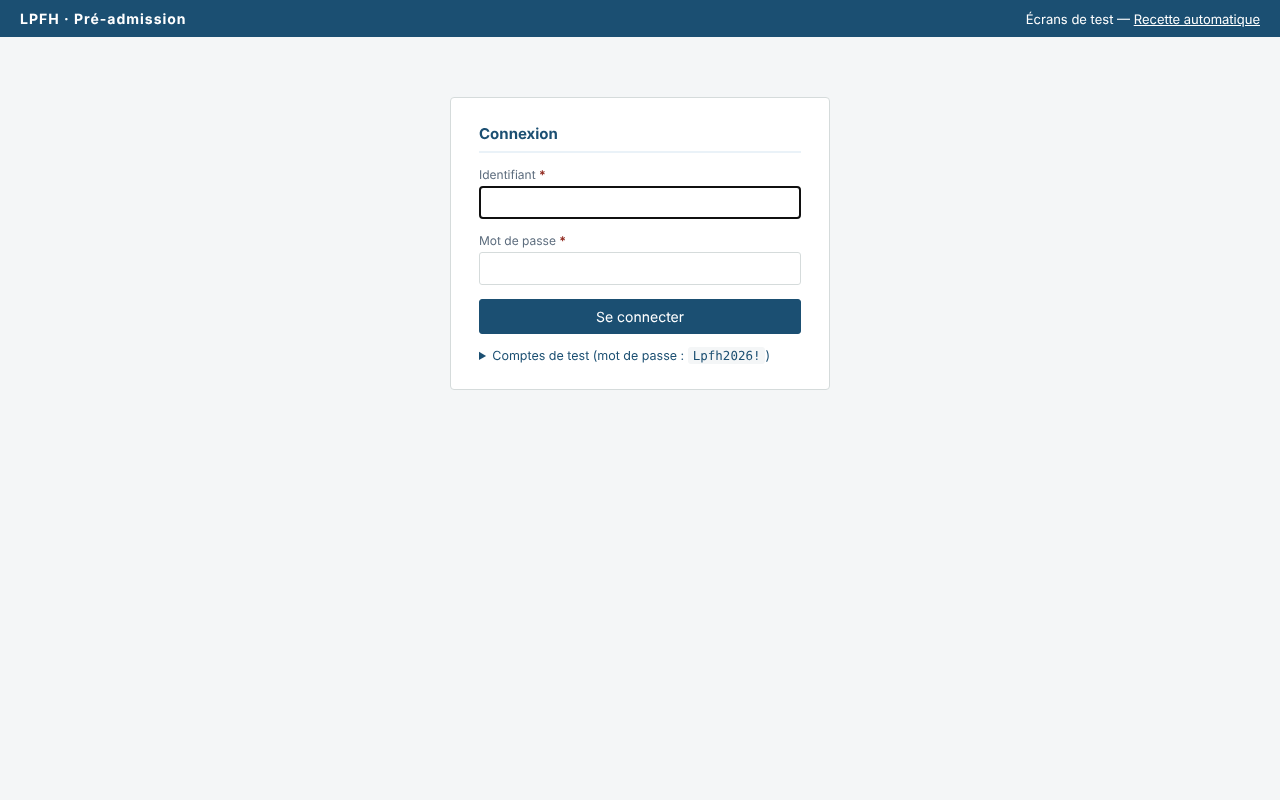 LPFH · Pré-admission
Écrans de test — Recette automatique
Connexion
Identifiant *
Mot de passe *
Se connecter
Comptes de test (mot de passe : Lpfh2026! )